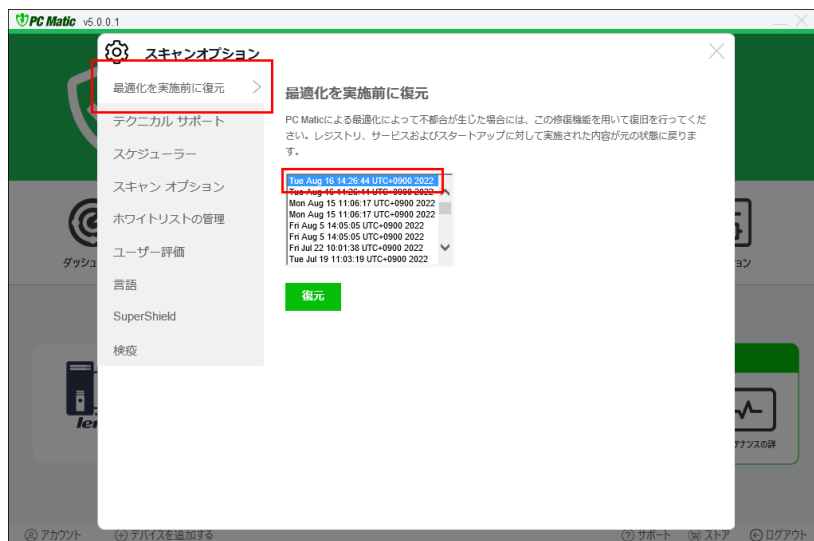 PC Matic v5.0.0.1
スキャンオプション
最適化を実施前に復元
テクニカル サポート
スケジューラー
スキャン オプション
ホワイトリストの管理
ユーザー評価
言語
SuperShield
検疫
最適化を実施前に復元
PC Maticによる最適化によって不都合が生じた場合には、この修復機能を用いて復旧を行ってくだ
さい。レジストリ、サービスおよびスタートアップに対して実施された内容が元の状態に戻りま
す。
Tue Aug 16 14:26:44 UTC+0900 2022
Tue Aug 16 14:26:44 UTC+0900 2022
Mon Aug 15 11:06:17 UTC+0900 2022
Mon Aug 15 11:06:17 UTC+0900 2022
Fri Aug 5 14:05:05 UTC+0900 2022
Fri Aug 5 14:05:05 UTC+0900 2022
Fri Jul 22 10:01:38 UTC+0900 2022
Tue Jul 19 11:03:19 UTC+0900 2022
復元
ダッシュ
ョン
テナンスの詳
アカウント
デバイスを追加する
サポート
ストア
ログアウト